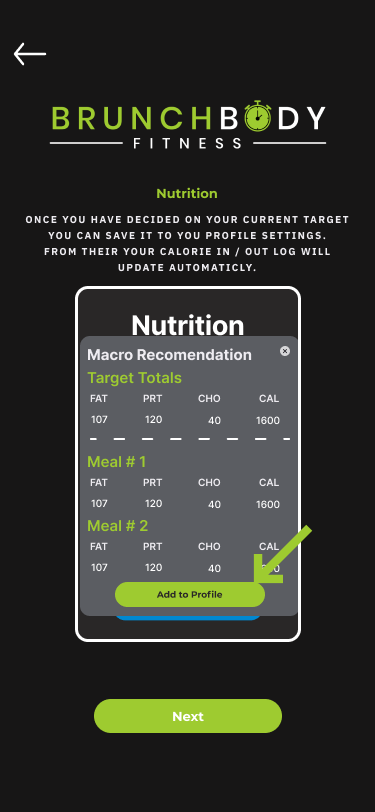 BRUNCHBODY
FITNESS
Nutrition
ONCE YOU HAVE DECIDED ON YOUR CURRENT TARGET
YOU CAN SAVE IT TO YOU PROFILE SETTINGS.
FROM THEIR YOUR CALORIE IN / OUT LOG WILL
UPDATE AUTOMATICLY.
Nutrition
Macro Recomendation
Target Totals
FAT PRT CHO CAL
107 120 40 1600
Meal # 1
FAT PRT CHO CAL
107 120 40 1600
Meal # 2
FAT PRT CHO CAL
107 120 40
Add to Profile
Next